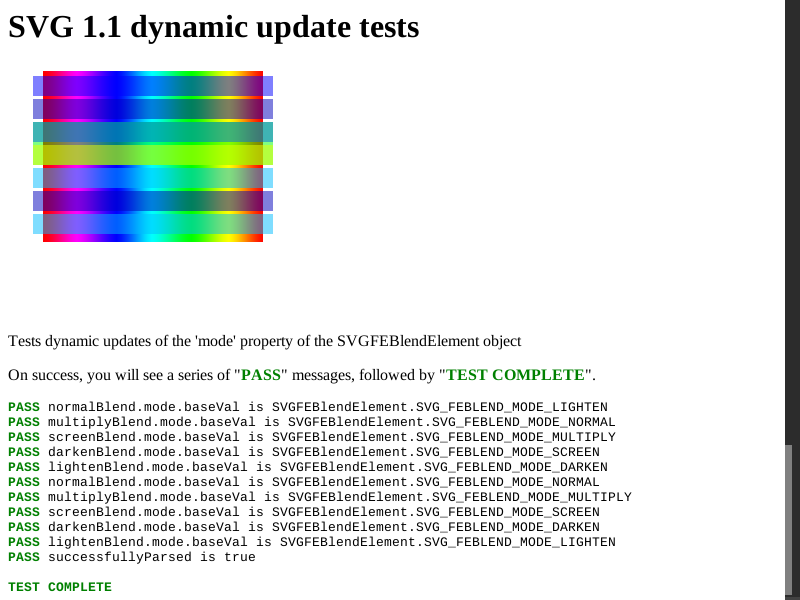 SVG 1.1 dynamic update tests
Tests dynamic updates of the 'mode' property of the SVGFEBlendElement object
On success, you will see a series of "PASS" messages, followed by "TEST COMPLETE".
PASS normalBlend.mode.baseVal is SVGFEBlendElement.SVG_FEBLEND_MODE_LIGHTEN
PASS multiplyBlend.mode.baseVal is SVGFEBlendElement.SVG_FEBLEND_MODE_NORMAL
PASS screenBlend.mode.baseVal is SVGFEBlendElement.SVG_FEBLEND_MODE_MULTIPLY
PASS darkenBlend.mode.baseVal is SVGFEBlendElement.SVG_FEBLEND_MODE_SCREEN
PASS lightenBlend.mode.baseVal is SVGFEBlendElement.SVG_FEBLEND_MODE_DARKEN
PASS normalBlend.mode.baseVal is SVGFEBlendElement.SVG_FEBLEND_MODE_NORMAL
PASS multiplyBlend.mode.baseVal is SVGFEBlendElement.SVG_FEBLEND_MODE_MULTIPLY
PASS screenBlend.mode.baseVal is SVGFEBlendElement.SVG_FEBLEND_MODE_SCREEN
PASS darkenBlend.mode.baseVal is SVGFEBlendElement.SVG_FEBLEND_MODE_DARKEN
PASS lightenBlend.mode.baseVal is SVGFEBlendElement.SVG_FEBLEND_MODE_LIGHTEN
PASS successfullyParsed is true
TEST COMPLETE